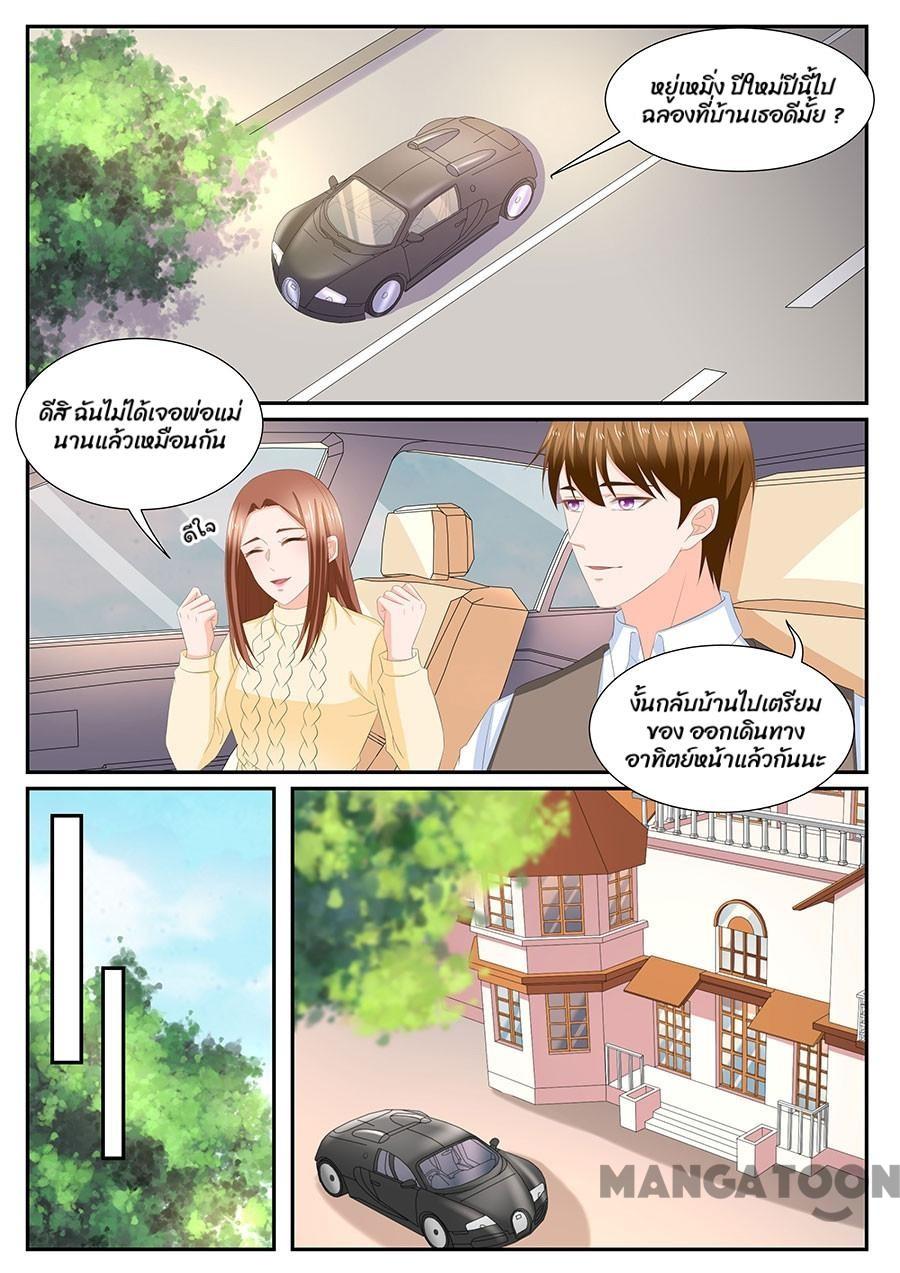 หยู่เหมิ่ง ปีใหม่ปีนี้ไป
ฉลองที่บ้านเธอดีมั้ย ?
ดีสิ ฉันไม่ได้เจอพ่อแม่
นานแล้วเหมือนกัน
ดีใจ
งั้นกลับบ้านไปเตรียม
ของ ออกเดินทาง
อาทิตย์หน้าแล้วกันนะ
MANGATOON